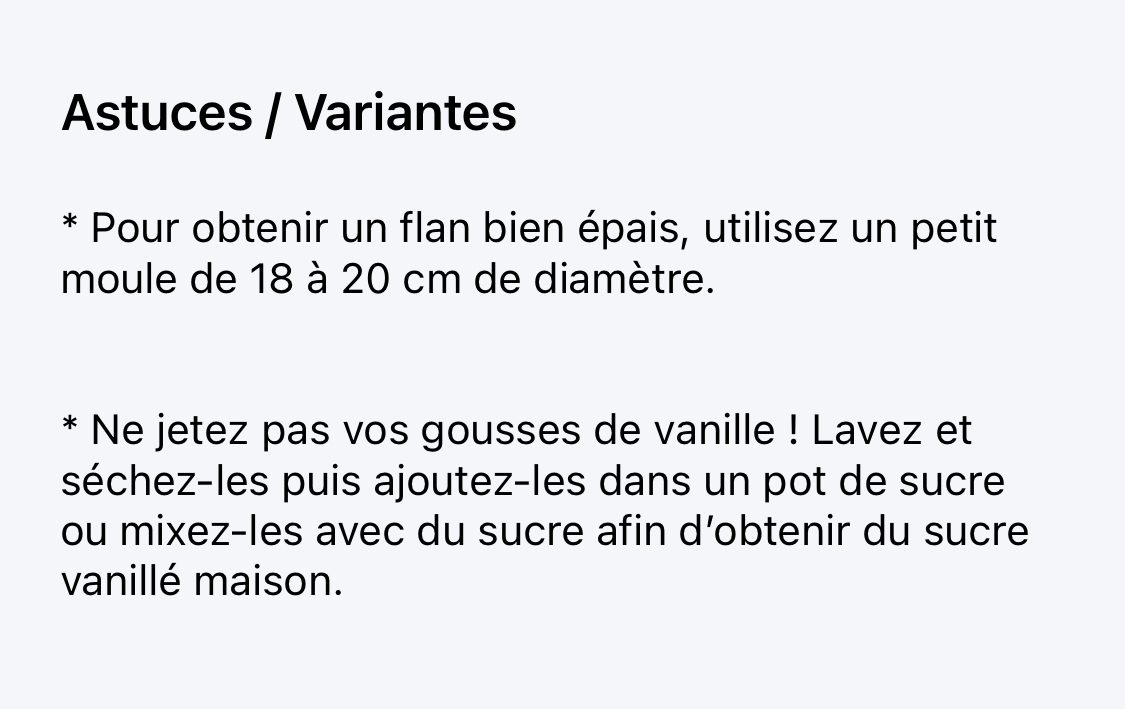 Astuces / Variantes
* Pour obtenir un flan bien épais, utilisez un petit
moule de 18 à 20 cm de diamètre.
* Ne jetez pas vos gousses de vanille ! Lavez et
séchez-les puis ajoutez-les dans un pot de sucre
ou mixez-les avec du sucre afin d’obtenir du sucre
vanillé maison.